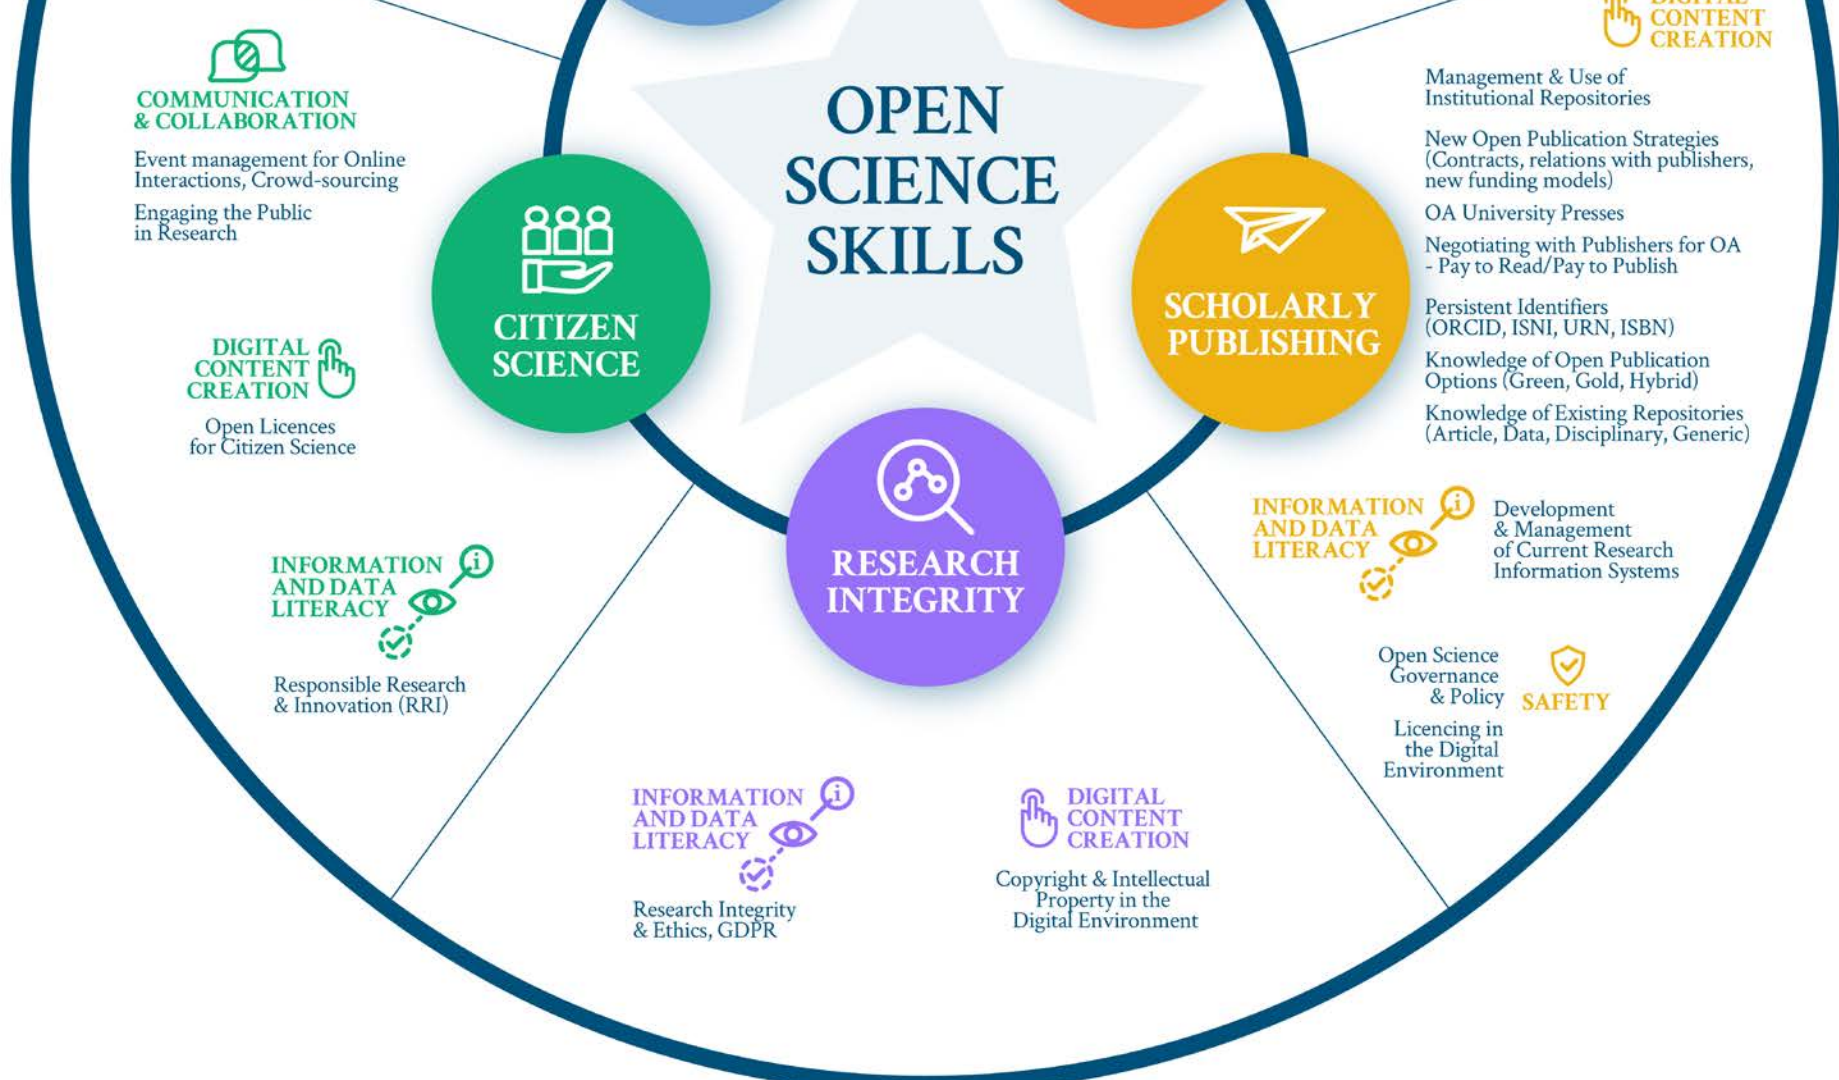 OPEN
SCIENCE
SKILLS
COMMUNICATION
& COLLABORATION
Event management for Online
Interactions, Crowd-sourcing
Engaging the Public
in Research
CITIZEN
SCIENCE
DIGITAL
CONTENT
CREATION
Open Licences
for Citizen Science
INFORMATION
AND DATA
LITERACY
Responsible Research
& Innovation (RRI)
RESEARCH
INTEGRITY
INFORMATION
AND DATA
LITERACY
Research Integrity
& Ethics, GDPR
DIGITAL
CONTENT
CREATION
Copyright & Intellectual
Property in the
Digital Environment
SCHOLARLY
PUBLISHING
DIGITAL
CONTENT
CREATION
Management & Use of
Institutional Repositories
New Open Publication Strategies
(Contracts, relations with publishers,
new funding models)
OA University Presses
Negotiating with Publishers for OA
- Pay to Read/Pay to Publish
Persistent Identifiers
(ORCID, ISNI, URN, ISBN)
Knowledge of Open Publication
Options (Green, Gold, Hybrid)
Knowledge of Existing Repositories
(Article, Data, Disciplinary, Generic)
INFORMATION
AND DATA
LITERACY
Development
& Management
of Current Research
Information Systems
Open Science
Governance
& Policy
SAFETY
Licencing in
the Digital
Environment